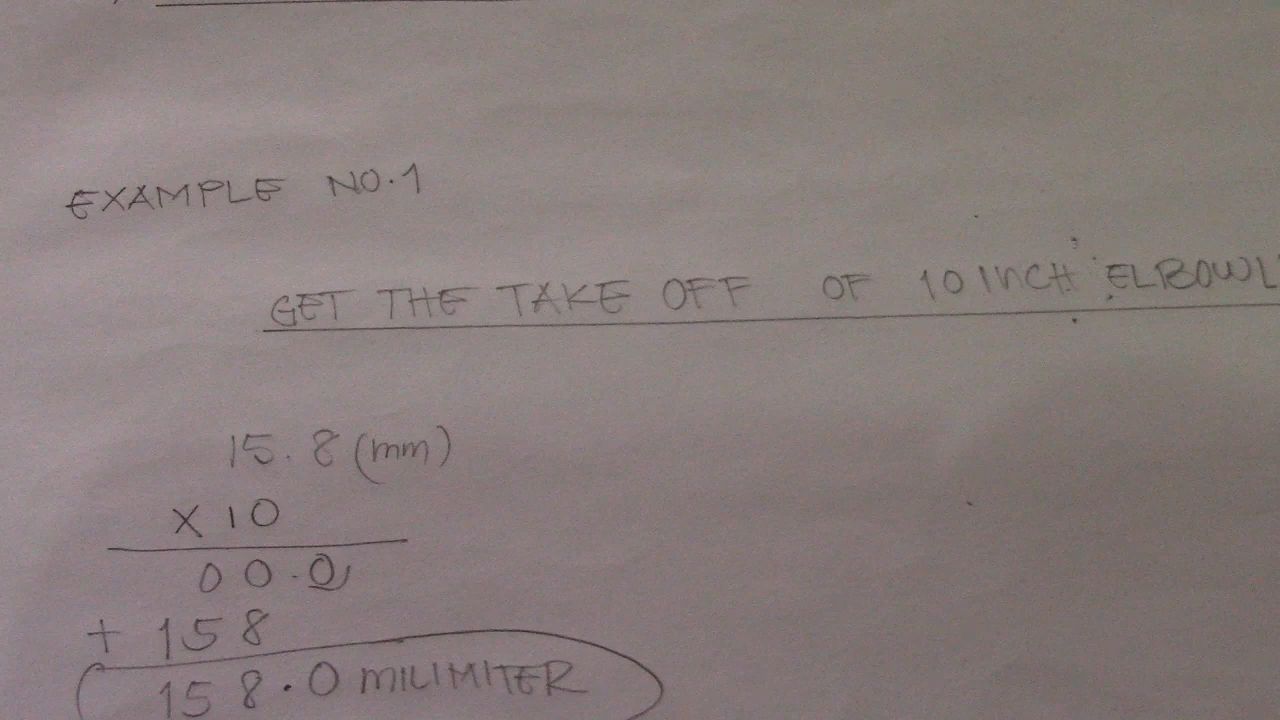 EXAMPLE NO.1
GET THE TAKE OFF OF 10 INCH ELBOWL
15.8 (mm)
X 10
00.0
+ 158
158.0 MILIMITER